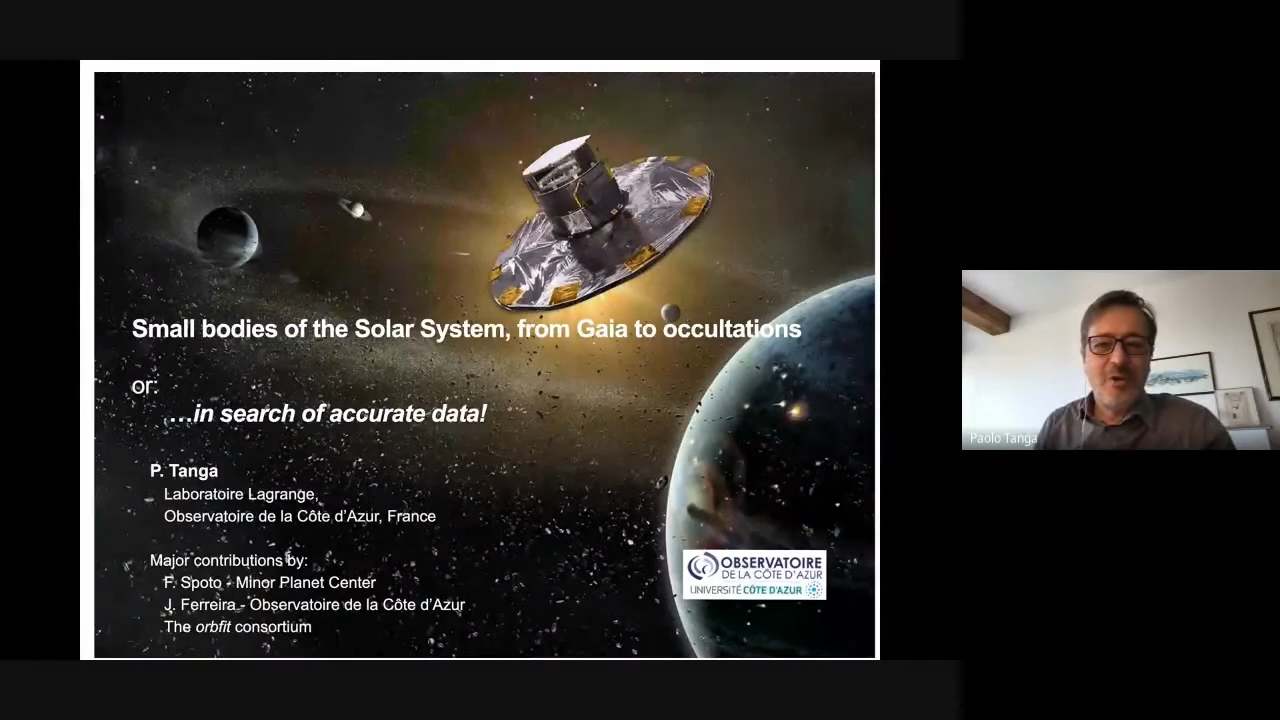 Small bodies of the Solar System, from Gaia to occultations
or:
…in search of accurate data!
P. Tanga
Laboratoire Lagrange,
Observatoire de la Côte d’Azur, France
Major contributions by:
F. Spoto - Minor Planet Center
J. Ferreira - Observatoire de la Côte d’Azur
The orbfit consortium
OBSERVATOIRE
DE LA CÔTE D'AZUR
UNIVERSITÉ CÔTE D'AZUR
Paolo Tanga